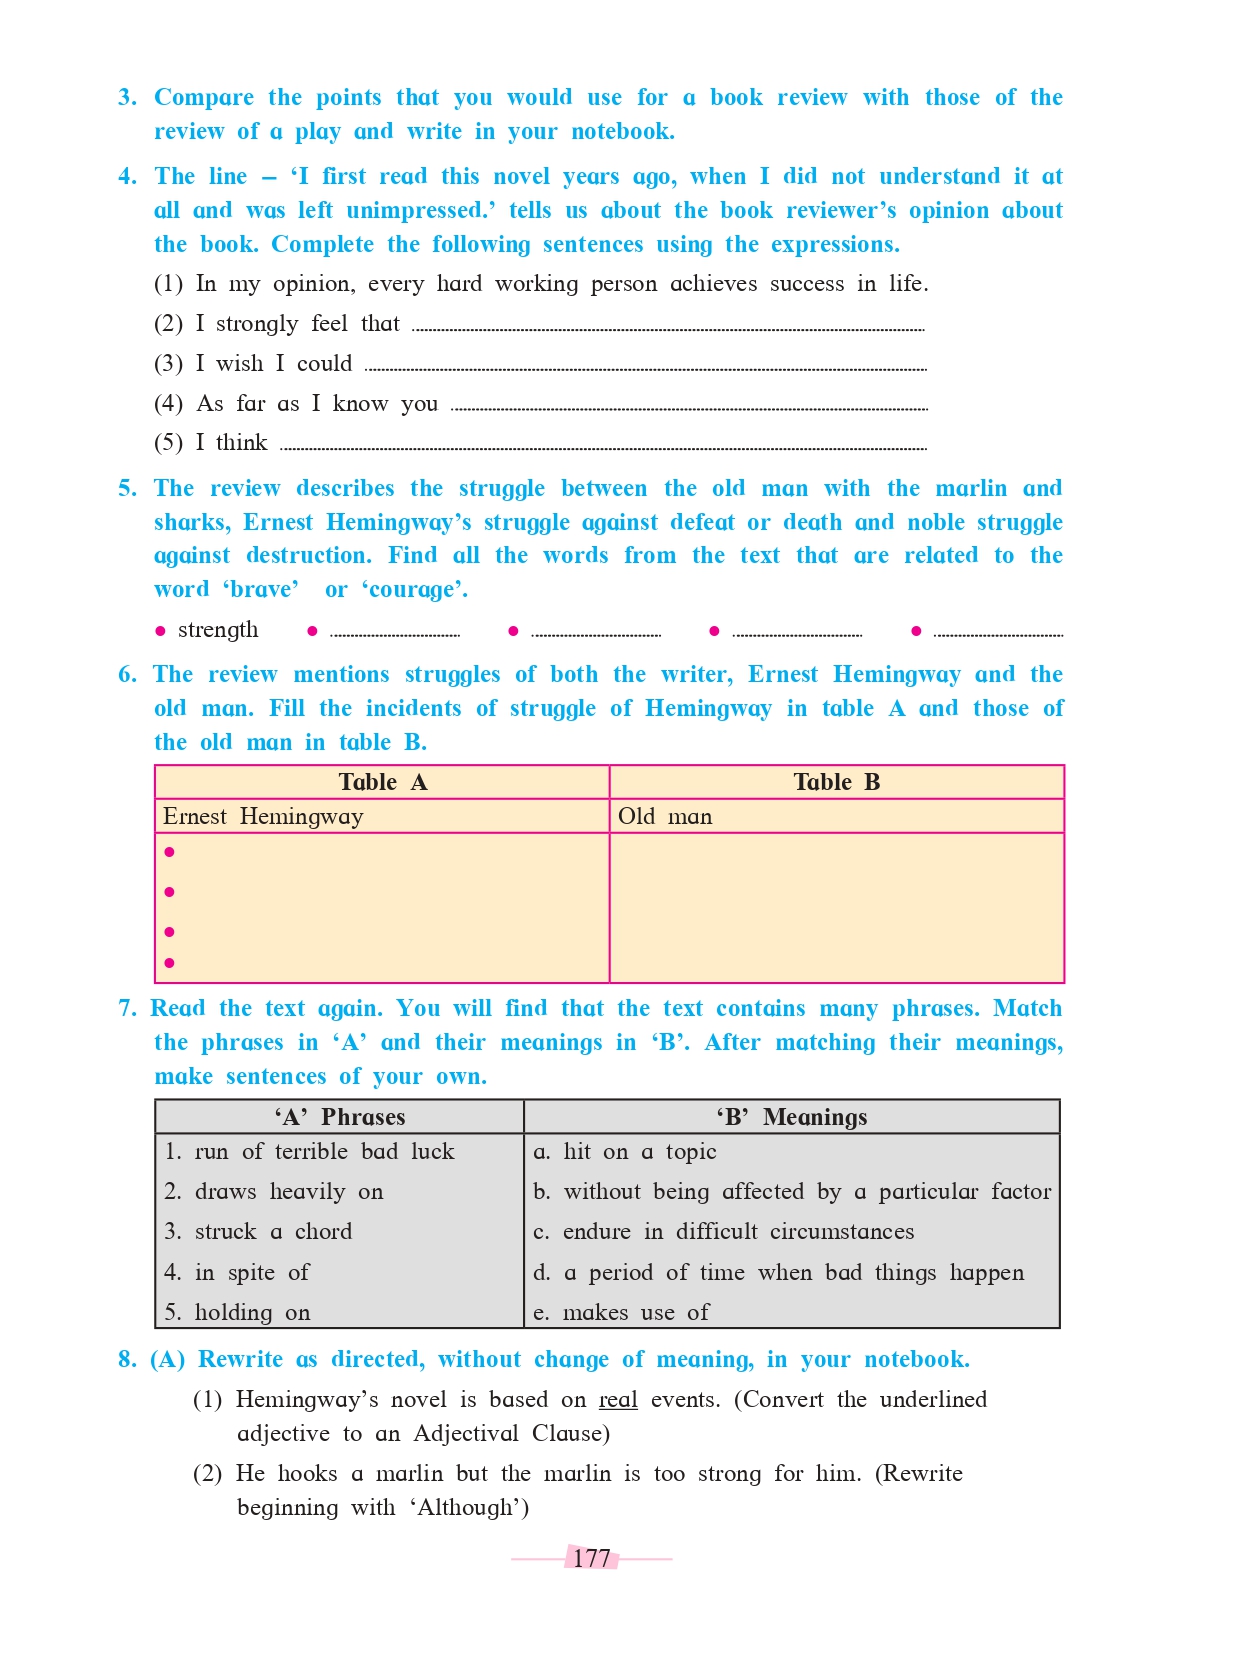 3. Compare the points that you would use for a book review with those of the
review of a play and write in your notebook.
4. The line – ‘I first read this novel years ago, when I did not understand it at
all and was left unimpressed.’ tells us about the book reviewer’s opinion about
the book. Complete the following sentences using the expressions.
(1) In my opinion, every hard working person achieves success in life.
(2) I strongly feel that
(3) I wish I could
(4) As far as I know you
(5) I think
5. The review describes the struggle between the old man with the marlin and
sharks, Ernest Hemingway’s struggle against defeat or death and noble struggle
against destruction. Find all the words from the text that are related to the
word ‘brave’ or ‘courage’.
• strength • • • •
6. The review mentions struggles of both the writer, Ernest Hemingway and the
old man. Fill the incidents of struggle of Hemingway in table A and those of
the old man in table B.
Table A Table B
Ernest Hemingway Old man
•
•
•
•
7. Read the text again. You will find that the text contains many phrases. Match
the phrases in ‘A’ and their meanings in ‘B’. After matching their meanings,
make sentences of your own.
‘A’ Phrases ‘B’ Meanings
1. run of terrible bad luck a. hit on a topic
2. draws heavily on b. without being affected by a particular factor
3. struck a chord c. endure in difficult circumstances
4. in spite of d. a period of time when bad things happen
5. holding on e. makes use of
8. (A) Rewrite as directed, without change of meaning, in your notebook.
(1) Hemingway’s novel is based on real events. (Convert the underlined
adjective to an Adjectival Clause)
(2) He hooks a marlin but the marlin is too strong for him. (Rewrite
beginning with ‘Although’)
177